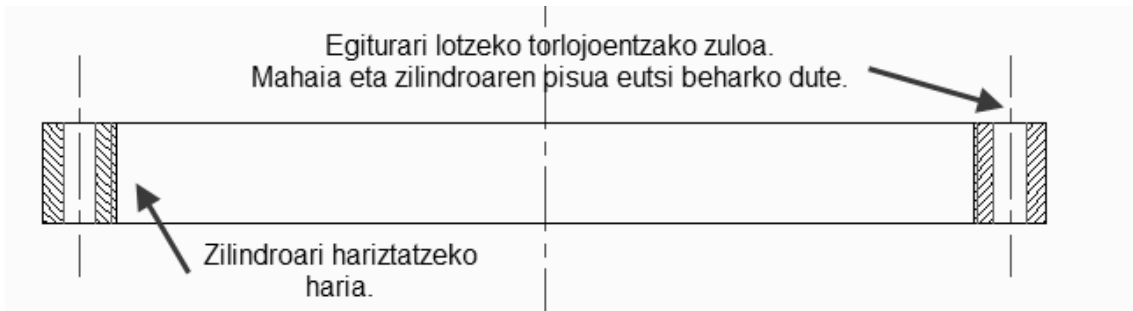 Egiturari lotzeko torlojoentzako zuloa.
Mahaia eta zilindroaren pisua eutsi beharko dute.
Zilindroari hariztatzeko
haria.